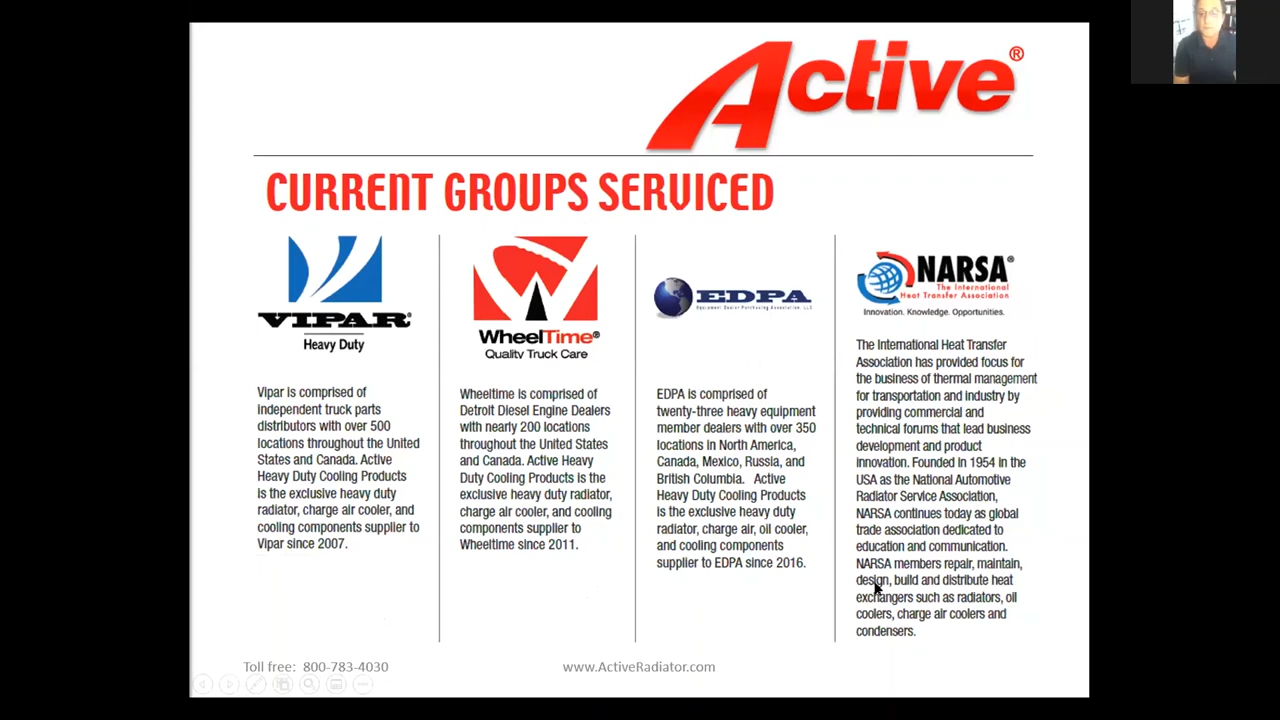 Active®
CURRENT GROUPS SERVICED
VIPAR®
Heavy Duty
Vipar is comprised of
independent truck parts
distributors with over 500
locations throughout the United
States and Canada. Active
Heavy Duty Cooling Products
is the exclusive heavy duty
radiator, charge air cooler, and
cooling components supplier to
Vipar since 2007.
WheelTime®
Quality Truck Care
Wheeltime is comprised of
Detroit Diesel Engine Dealers
with nearly 200 locations
throughout the United States
and Canada. Active Heavy
Duty Cooling Products is the
exclusive heavy duty radiator,
charge air cooler, and cooling
components supplier to
Wheeltime since 2011.
EDPA
Equipment Dealer Purchasing Association, LLC
EDPA is comprised of
twenty-three heavy equipment
member dealers with over 350
locations in North America,
Canada, Mexico, Russia, and
British Columbia. Active
Heavy Duty Cooling Products
is the exclusive heavy duty
radiator, charge air, oil cooler,
and cooling components
supplier to EDPA since 2016.
NARSA®
The International
Heat Transfer Association
Innovation. Knowledge. Opportunities.
The International Heat Transfer
Association has provided focus for
the business of thermal management
for transportation and industry by
providing commercial and
technical forums that lead business
development and product
innovation. Founded in 1954 in the
USA as the National Automotive
Radiator Service Association,
NARSA continues today as global
trade association dedicated to
education and communication.
NARSA members repair, maintain,
design, build and distribute heat
exchangers such as radiators, oil
coolers, charge air coolers and
condensers.
Toll free: 800-783-4030
www.ActiveRadiator.com